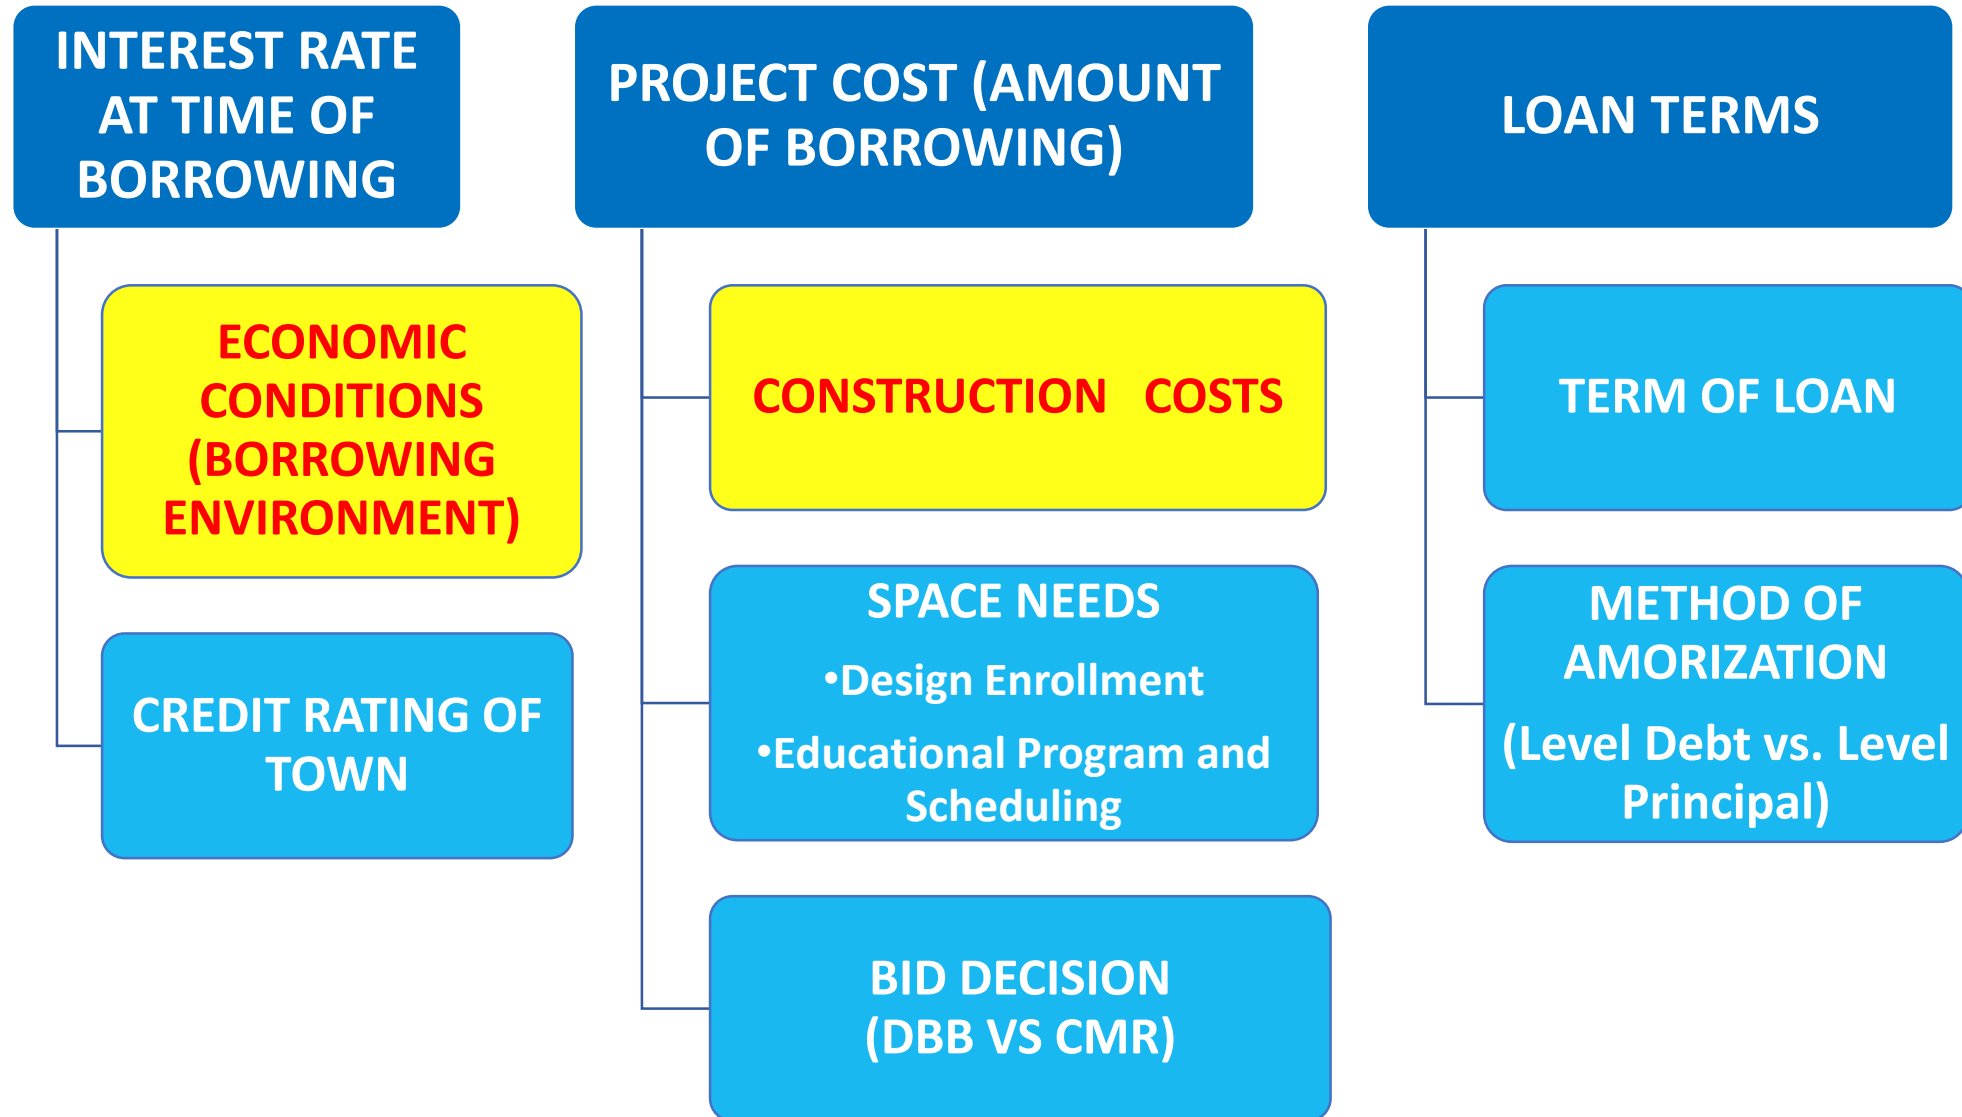 INTEREST RATE
AT TIME OF
BORROWING
ECONOMIC
CONDITIONS
(BORROWING
ENVIRONMENT)
CREDIT RATING OF
TOWN
PROJECT COST (AMOUNT
OF BORROWING)
CONSTRUCTION COSTS
SPACE NEEDS
•Design Enrollment
•Educational Program and
Scheduling
BID DECISION
(DBB VS CMR)
LOAN TERMS
TERM OF LOAN
METHOD OF
AMORIZATION
(Level Debt vs. Level
Principal)